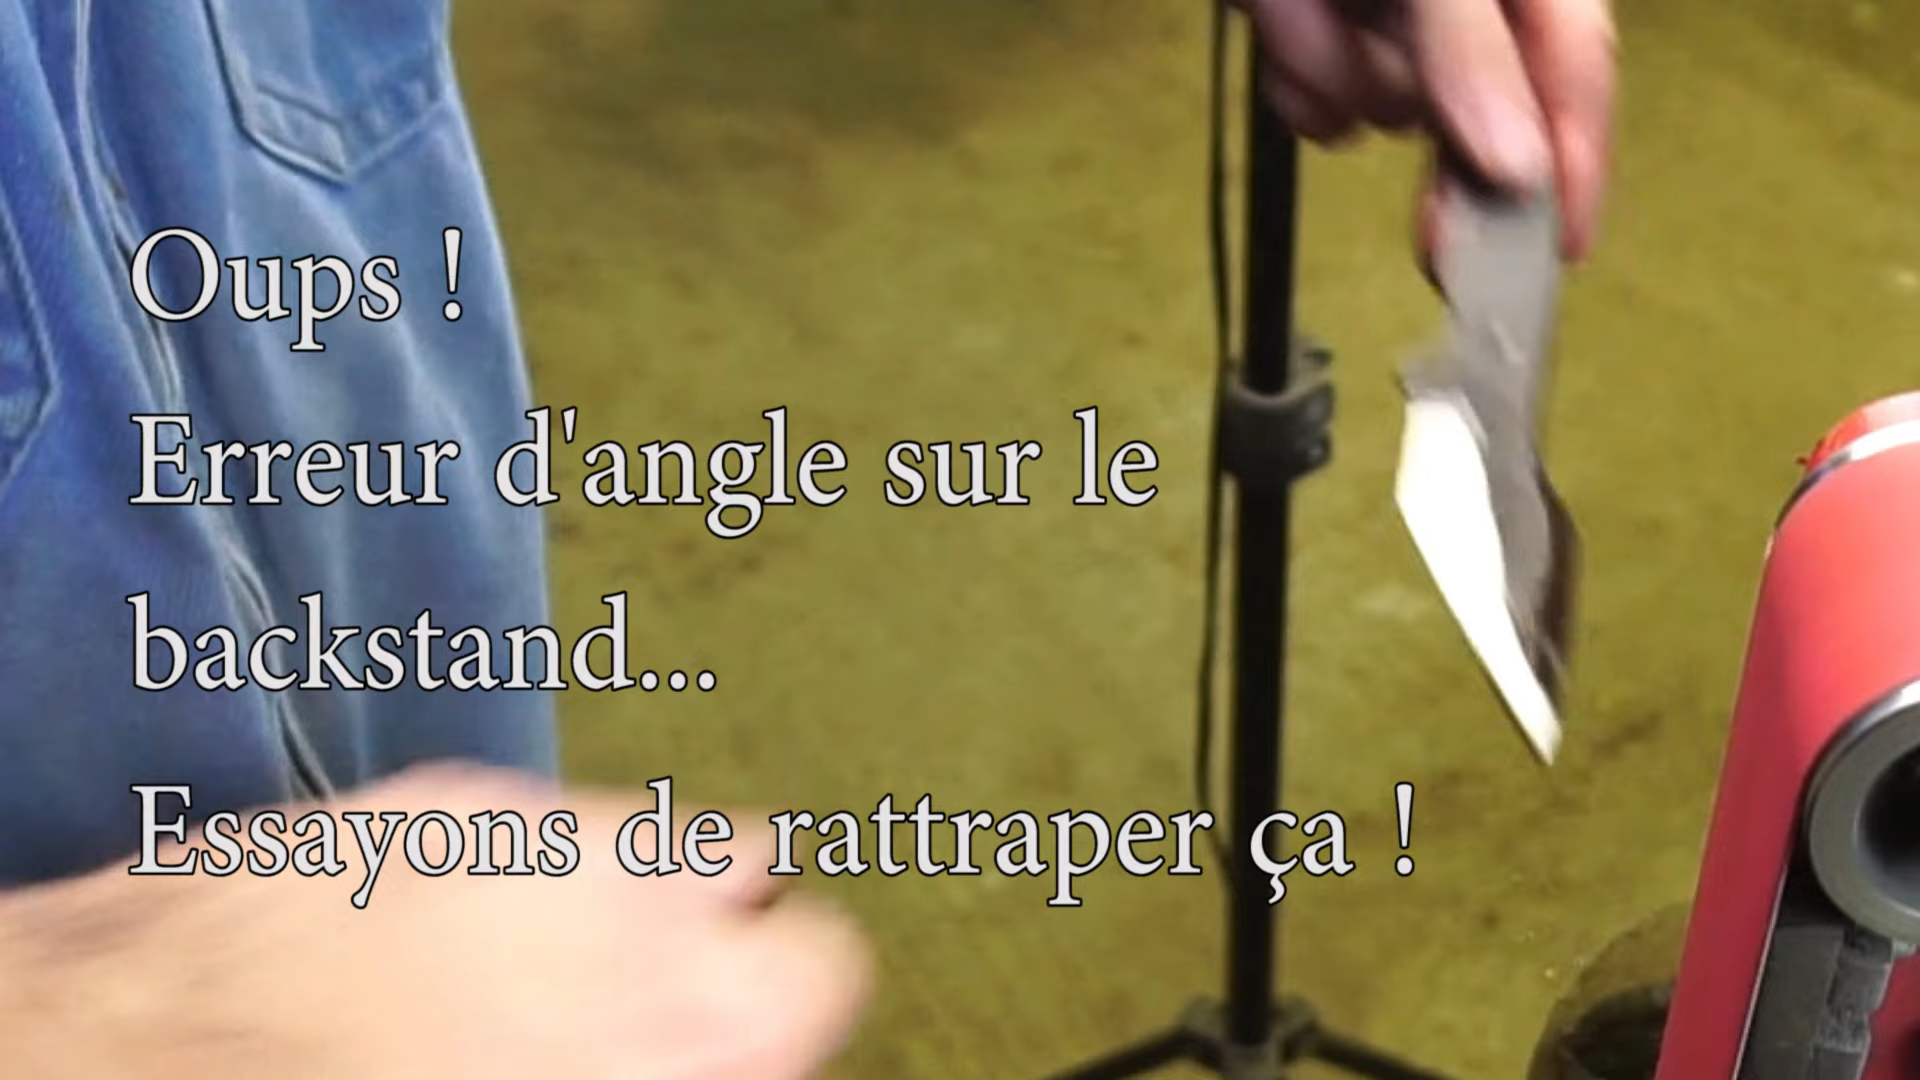 Oups !
Erreur d'angle sur le
backstand...
Essayons de rattraper ça !